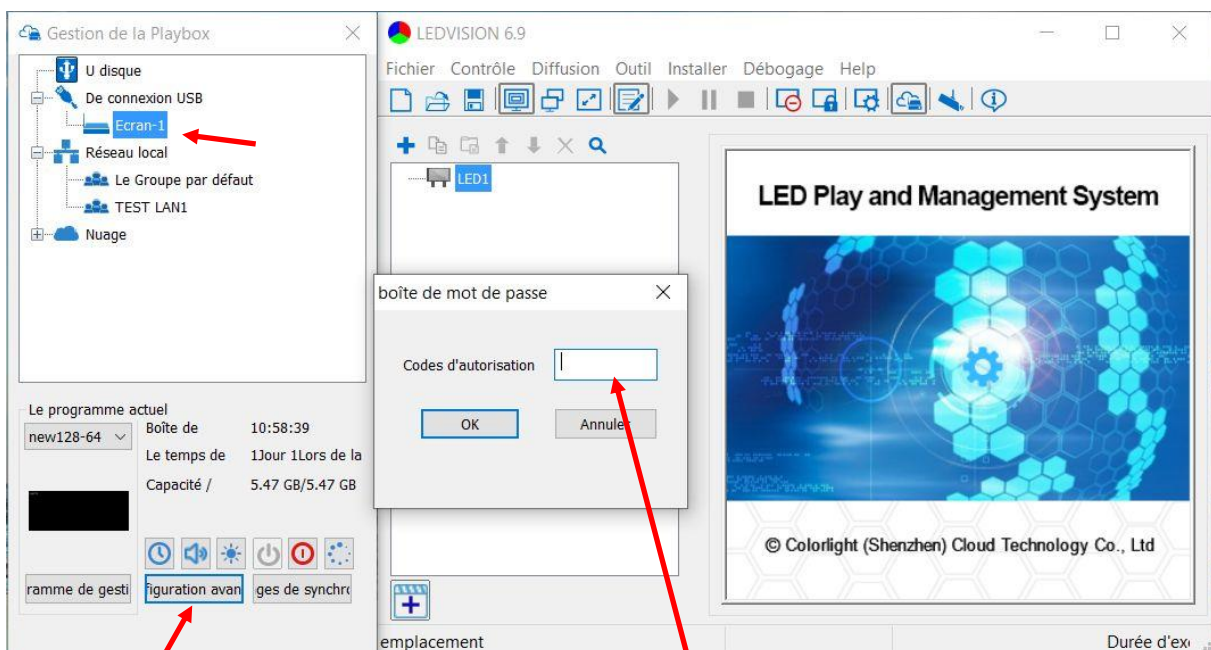 Gestion de la Playbox
U disque
De connexion USB
Ecran-1
Réseau local
Le Groupe par défaut
TEST LAN1
Nuage
Le programme actuel
new128-64
Boîte de 10:58:39
Le temps de 1Jour 1Lors de la
Capacité / 5.47 GB/5.47 GB
ramme de gesti
figuration avan
ges de synchro
LEDVISION 6.9
Fichier Contrôle Diffusion Outil Installer Débogage Help
LED1
boîte de mot de passe
Codes d'autorisation
OK Annuler
LED Play and Management System
© Colorlight (Shenzhen) Cloud Technology Co., Ltd
emplacement
Durée d'exe